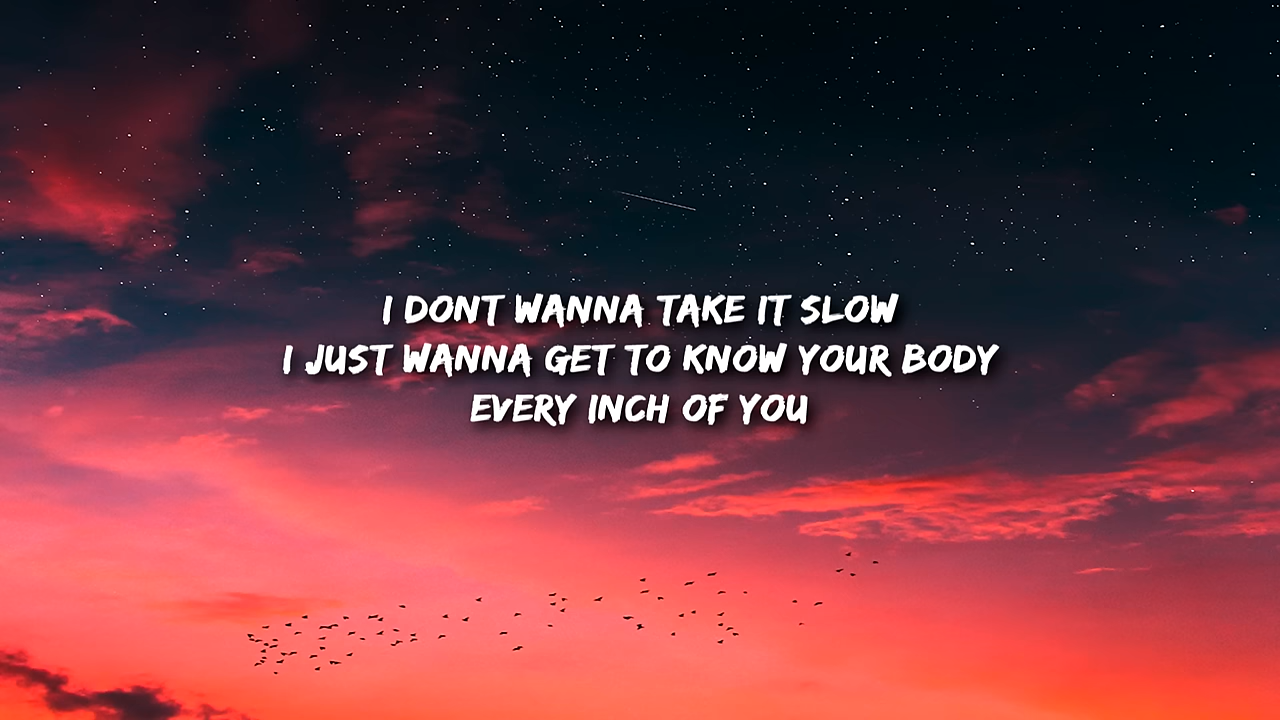 I DONT WANNA TAKE IT SLOW
I JUST WANNA GET TO KNOW YOUR BODY
EVERY INCH OF YOU